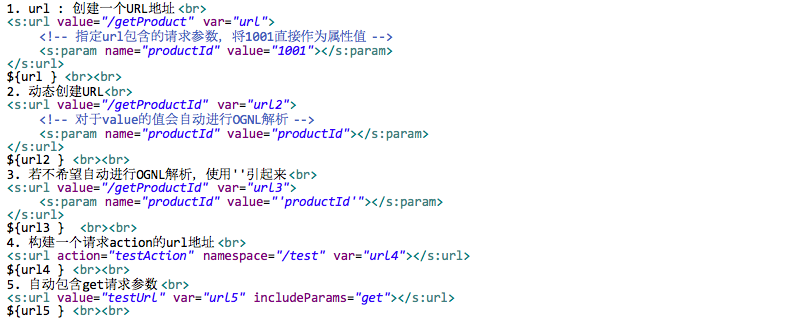 1. url : 创建一个URL地址<br>
<s:url value="/getProduct" var="url">
<!-- 指定url包含的请求参数, 将1001直接作为属性值 -->
<s:param name="productId" value="1001"></s:param>
</s:url>
${url } <br><br>
2. 动态创建URL<br>
<s:url value="/getProductId" var="url2">
<!-- 对于value的值会自动进行OGNL解析 -->
<s:param name="productId" value="productId"></s:param>
</s:url>
${url2 } <br><br>
3. 若不希望自动进行OGNL解析, 使用''引起来<br>
<s:url value="/getProductId" var="url3">
<s:param name="productId" value="'productId'"></s:param>
</s:url>
${url3 }  <br><br>
4. 构建一个请求action的url地址<br>
<s:url action="testAction" namespace="/test" var="url4"></s:url>
${url4 } <br><br>
5. 自动包含get请求参数<br>
<s:url value="testUrl" var="url5" includeParams="get"></s:url>
${url5 } <br><br>